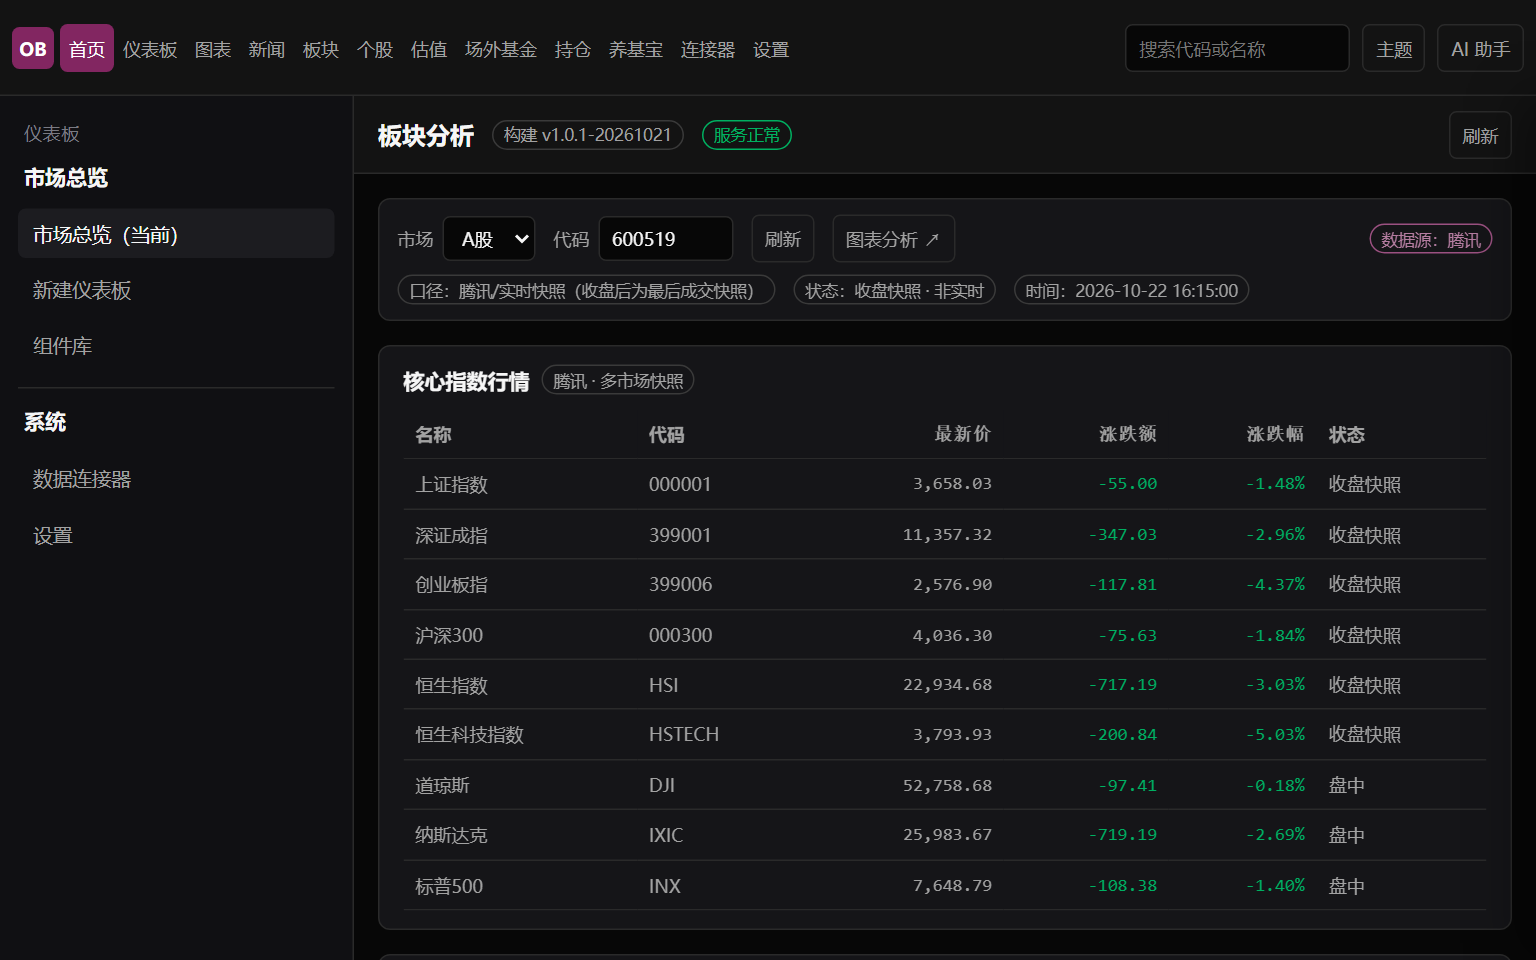 OB 首页 仪表板 图表 新闻 板块 个股 估值 场外基金 持仓 养基宝 连接器 设置 搜索代码或名称 主题 AI 助手
仪表板
市场总览
市场总览（当前）
新建仪表板
组件库
系统
数据连接器
设置
板块分析 构建 v1.0.1-20261021 服务正常 刷新
市场 A股 代码 600519 刷新 图表分析 ↗ 数据源：腾讯
口径：腾讯/实时快照（收盘后为最后成交快照） 状态：收盘快照 · 非实时 时间：2026-10-22 16:15:00
核心指数行情 腾讯 · 多市场快照
名称 代码 最新价 涨跌额 涨跌幅 状态
上证指数 000001 3,658.03 -55.00 -1.48% 收盘快照
深证成指 399001 11,357.32 -347.03 -2.96% 收盘快照
创业板指 399006 2,576.90 -117.81 -4.37% 收盘快照
沪深300 000300 4,036.30 -75.63 -1.84% 收盘快照
恒生指数 HSI 22,934.68 -717.19 -3.03% 收盘快照
恒生科技指数 HSTECH 3,793.93 -200.84 -5.03% 收盘快照
道琼斯 DJI 52,758.68 -97.41 -0.18% 盘中
纳斯达克 IXIC 25,983.67 -719.19 -2.69% 盘中
标普500 INX 7,648.79 -108.38 -1.40% 盘中